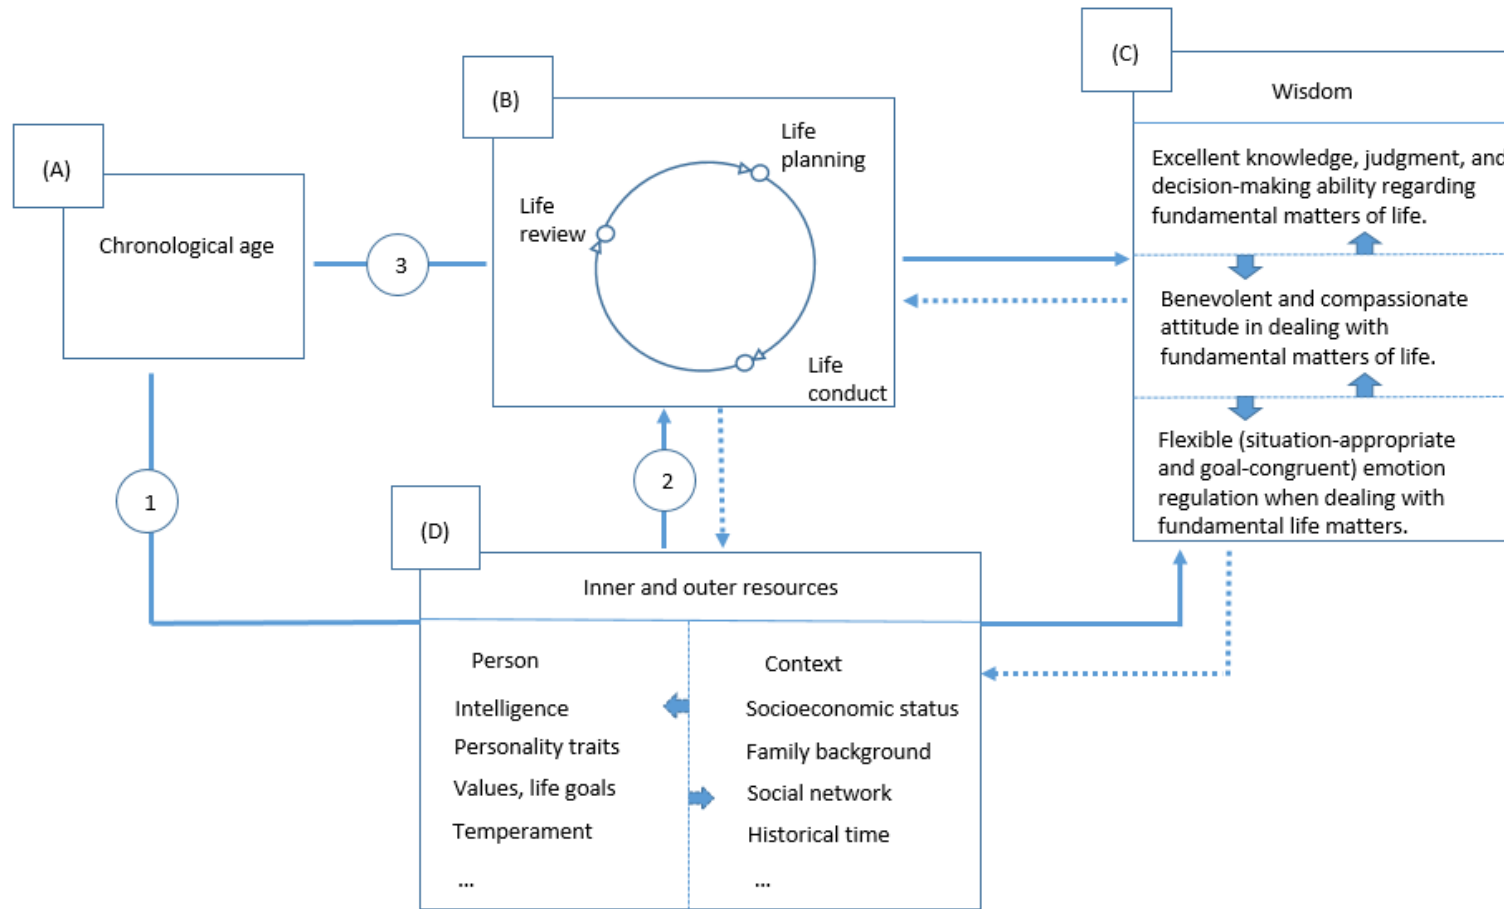 (A)
Chronological age
(B)
Life
planning
Life
review
Life
conduct
(C)
Wisdom
Excellent knowledge, judgment, and
decision-making ability regarding
fundamental matters of life.
Benevolent and compassionate
attitude in dealing with
fundamental matters of life.
Flexible (situation-appropriate
and goal-congruent) emotion
regulation when dealing with
fundamental life matters.
3
1
2
(D)
Inner and outer resources
Person
Intelligence
Personality traits
Values, life goals
Temperament
...
Context
Socioeconomic status
Family background
Social network
Historical time
...